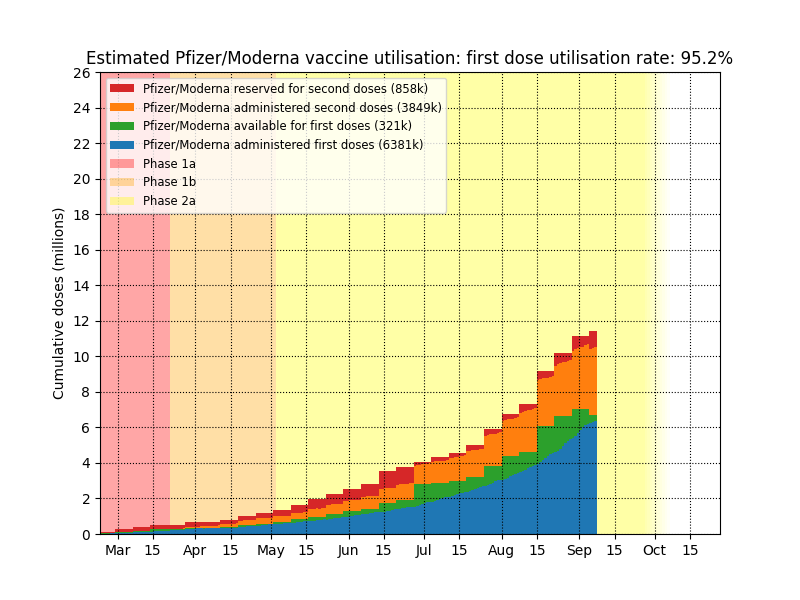 Estimated Pfizer/Moderna vaccine utilisation: first dose utilisation rate: 95.2%
Cumulative doses (millions)
26
24
22
20
18
16
14
12
10
8
6
4
2
0
Pfizer/Moderna reserved for second doses (858k)
Pfizer/Moderna administered second doses (3849k)
Pfizer/Moderna available for first doses (321k)
Pfizer/Moderna administered first doses (6381k)
Phase 1a
Phase 1b
Phase 2a
Mar 15 Apr 15 May 15 Jun 15 Jul 15 Aug 15 Sep 15 Oct 15